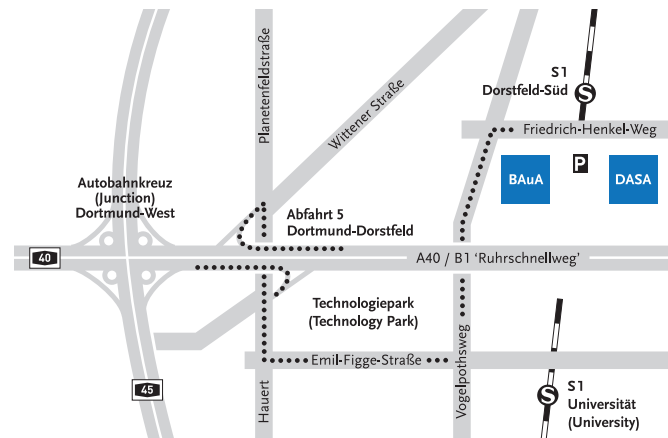 S1
Dorstfeld-Süd
S
Planetenfeldstraße
Wittener Straße
Friedrich-Henkel-Weg
P
BAuA
DASA
Autobahnkreuz
(Junction)
Dortmund-West
Abfahrt 5
Dortmund-Dorstfeld
40
A40 / B1 ‘Ruhrschnellweg’
Technologiepark
(Technology Park)
Emil-Figge-Straße
Vogelpothsweg
Hauert
45
S
S1
Universität
(University)